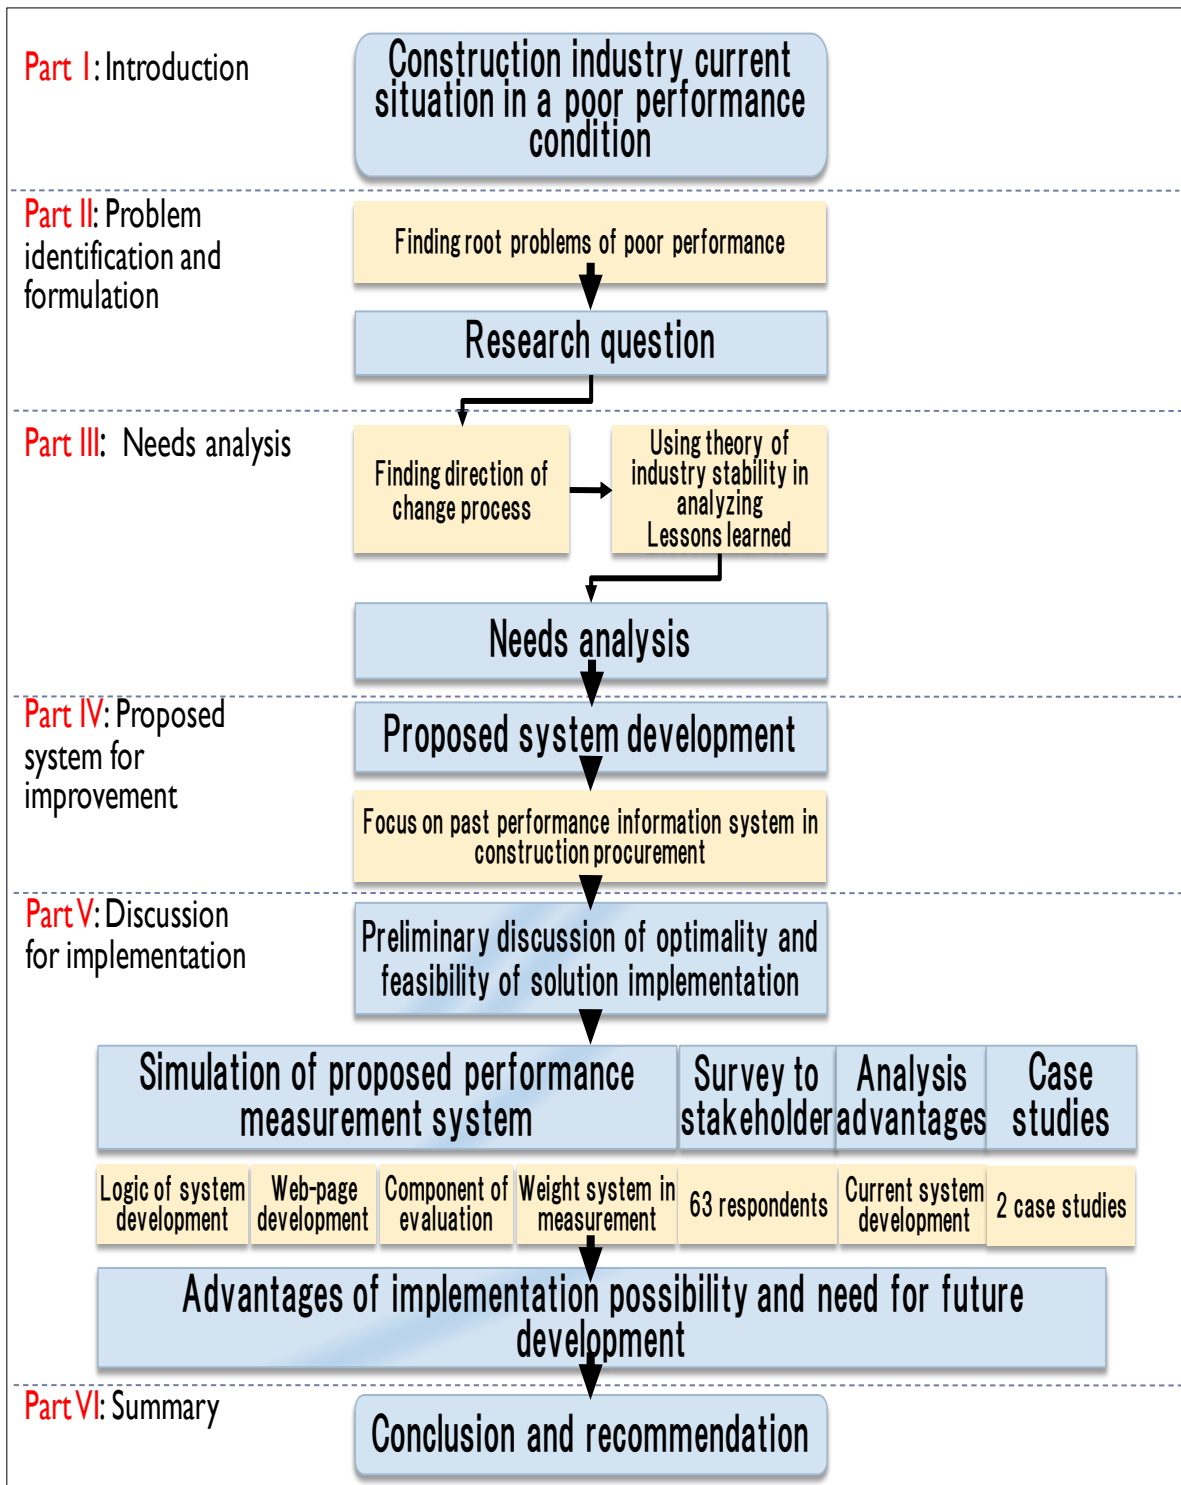 Part I: Introduction
Construction industry current
situation in a poor performance
condition
Part II: Problem
identification and
formulation
Finding root problems of poor performance
Research question
Part III:  Needs analysis
Finding direction of
change process
Using theory of
industry stability in
analyzing
Lessons learned
Needs analysis
Part IV: Proposed
system for
improvement
Proposed system development
Focus on past performance information system in
construction procurement
Part V: Discussion
for implementation
Preliminary discussion of optimality and
feasibility of solution implementation
Simulation of proposed performance
measurement system
Survey to
stakeholder
Analysis
advantages
Case
studies
Logic of system
development
Web-page
development
Component of
evaluation
Weight system in
measurement
63 respondents
Current system
development
2 case studies
Advantages of implementation possibility and need for future
development
Part VI: Summary
Conclusion and recommendation